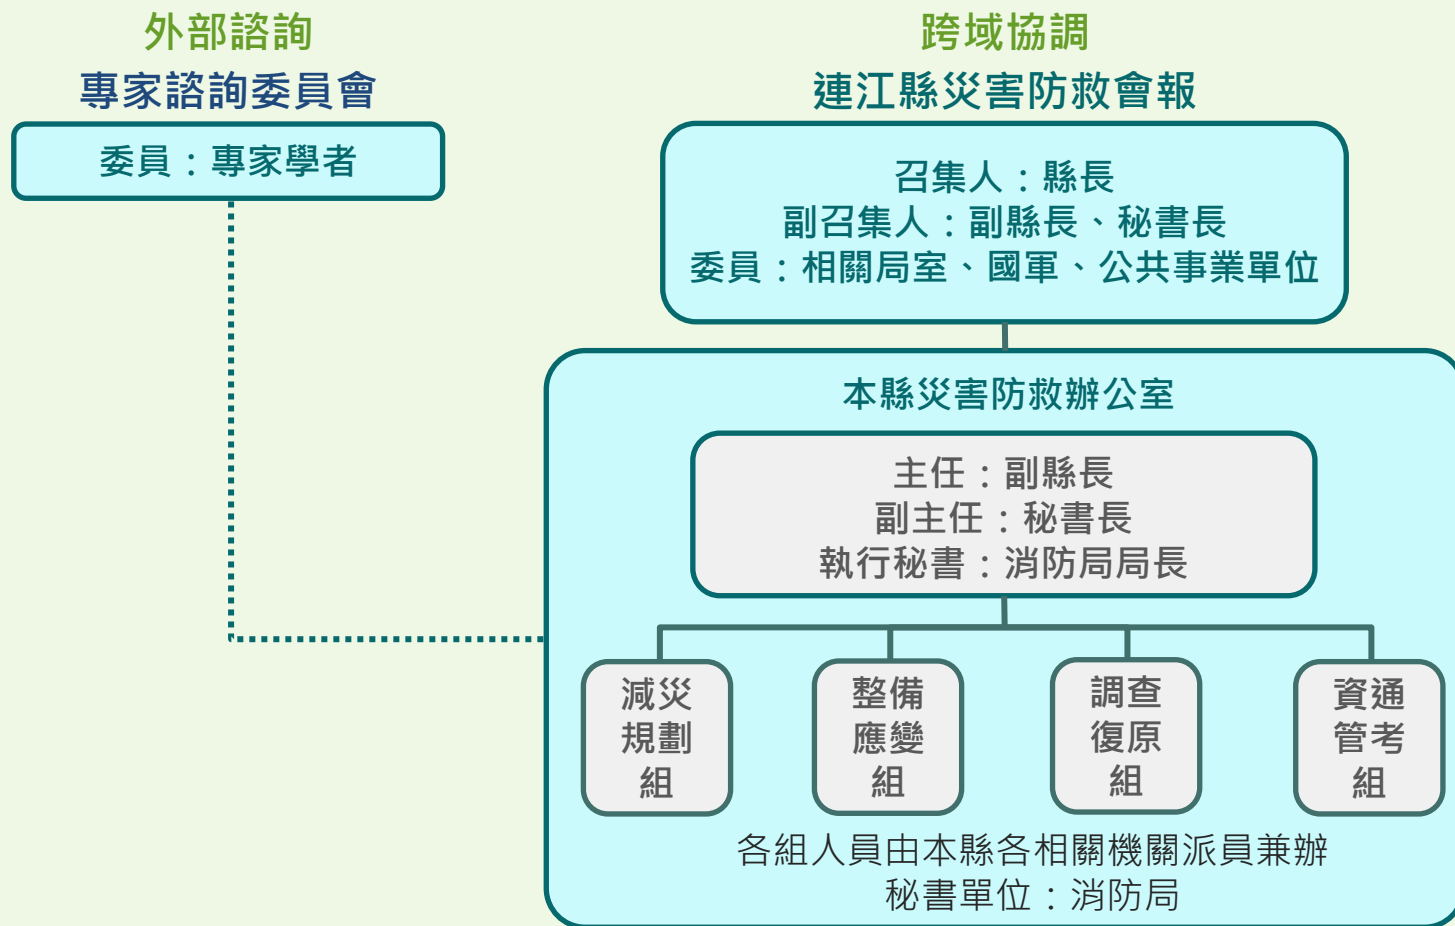 外部諮詢
專家諮詢委員會
委員：專家學者
跨域協調
連江縣災害防救會報
召集人：縣長
副召集人：副縣長、秘書長
委員：相關局室、國軍、公共事業單位
本縣災害防救辦公室
主任：副縣長
副主任：秘書長
執行秘書：消防局局長
減災
規劃
組
整備
應變
組
調查
復原
組
資通
管考
組
各組人員由本縣各相關機關派員兼辦
秘書單位：消防局